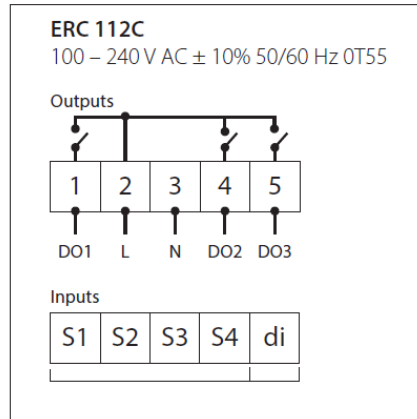 ERC 112C
100 – 240 V AC ± 10% 50/60 Hz 0T55
Outputs
1 2 3 4 5
DO1 L N DO2 DO3
Inputs
S1 S2 S3 S4 di